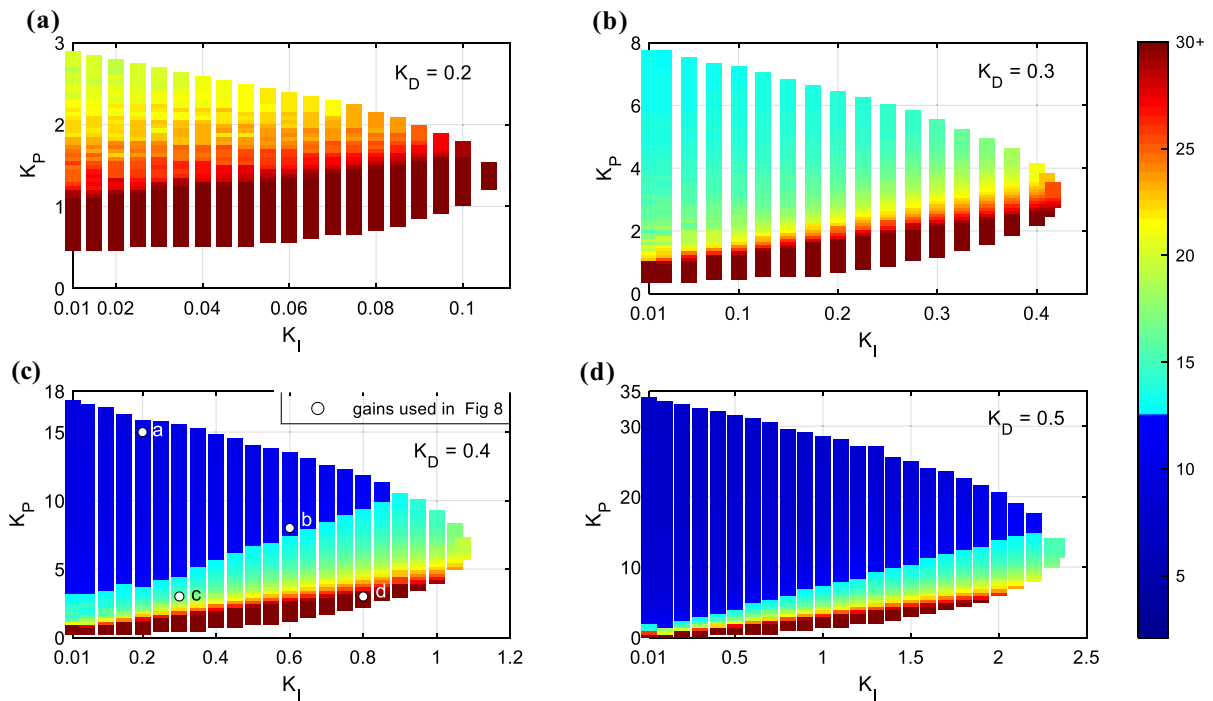 (a)
K_D = 0.2
3
2
1
0
K_P
0.01 0.02 0.04 0.06 0.08 0.1
K_I
(b)
K_D = 0.3
8
6
4
2
0
K_P
0.01 0.1 0.2 0.3 0.4
K_I
(c)
gains used in Fig 8
K_D = 0.4
18
15
10
5
0
K_P
a
b
c
d
0.01 0.2 0.4 0.6 0.8 1 1.2
K_I
(d)
K_D = 0.5
35
30
20
10
0
K_P
0.01 0.5 1 1.5 2 2.5
K_I
30+
25
20
15
10
5